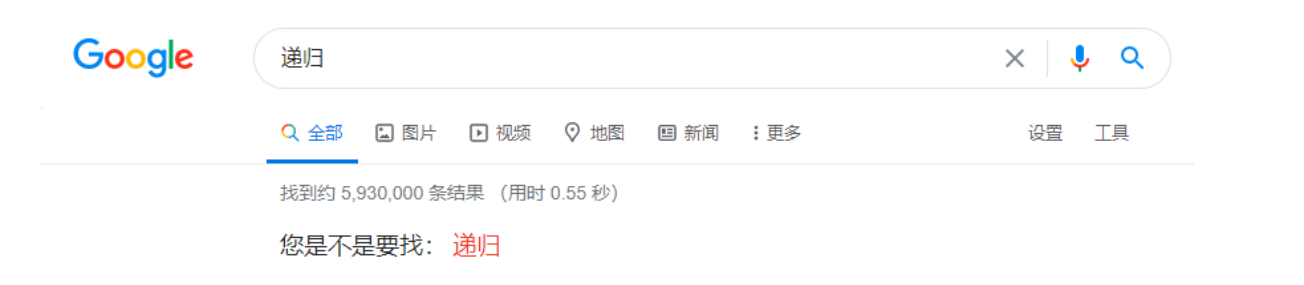 Google 递归
全部 图片 视频 地图 新闻 更多 设置 工具
找到约 5,930,000 条结果 （用时 0.55 秒）
您是不是要找： 递归